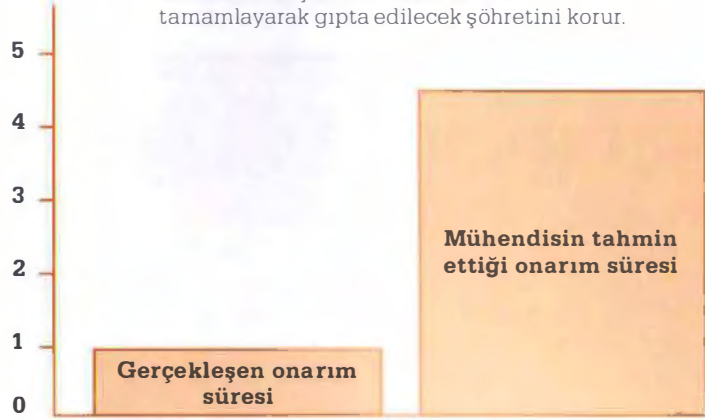 tamamlayarak gıpta edilecek şöhretini korur.
5
4
3
2
1
0
Mühendisin tahmin
ettiği onarım süresi
Gerçekleşen onarım
süresi